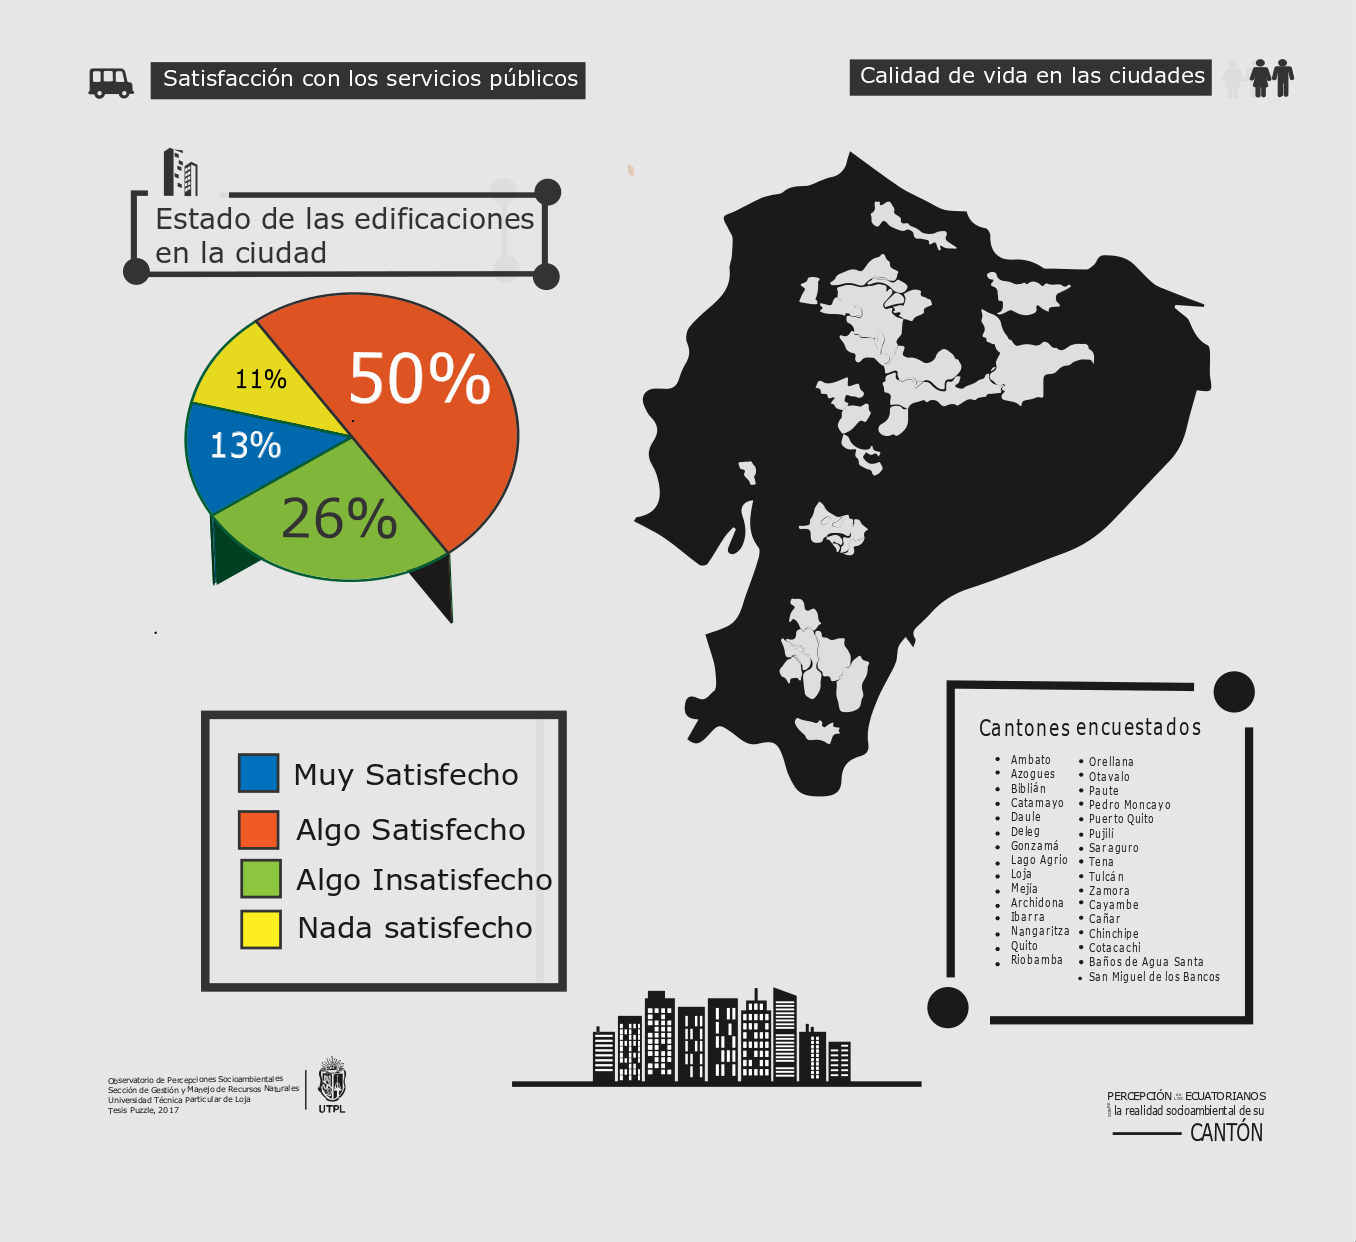 Satisfacción con los servicios públicos
Calidad de vida en las ciudades
Estado de las edificaciones
en la ciudad
50%
11%
13%
26%
Muy Satisfecho
Algo Satisfecho
Algo Insatisfecho
Nada satisfecho
Cantones encuestados
Ambato
Azogues
Biblián
Catamayo
Daule
Deleg
Gonzamá
Lago Agrio
Loja
Mejía
Archidona
Ibarra
Nangaritza
Quito
Riobamba
Orellana
Otavalo
Paute
Pedro Moncayo
Puerto Quito
Pujilí
Saraguro
Tena
Tulcán
Zamora
Cayambe
Cañar
Chinchipe
Cotacachi
Baños de Agua Santa
San Miguel de los Bancos
Observatorio de Percepciones Socioambientales
Sección de Gestión y Manejo de Recursos Naturales
Universidad Técnica Particular de Loja
Tesis Puzzle, 2017
UTPL
PERCEPCIÓN ECUATORIANOS
la realidad socioambiental de su
CANTÓN